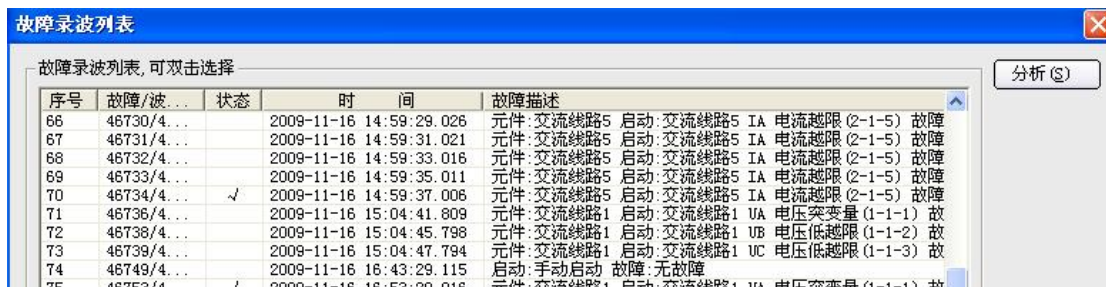 故障录波列表
故障录波列表,可双击选择
分析(S)
序号 故障/波... 状态 时 间 故障描述
66 46730/4... 2009-11-16 14:59:29.026 元件:交流线路5 启动:交流线路5 IA 电流越限(2-1-5) 故障
67 46731/4... 2009-11-16 14:59:31.021 元件:交流线路5 启动:交流线路5 IA 电流越限(2-1-5) 故障
68 46732/4... 2009-11-16 14:59:33.016 元件:交流线路5 启动:交流线路5 IA 电流越限(2-1-5) 故障
69 46733/4... 2009-11-16 14:59:35.011 元件:交流线路5 启动:交流线路5 IA 电流越限(2-1-5) 故障
70 46734/4... √ 2009-11-16 14:59:37.006 元件:交流线路5 启动:交流线路5 IA 电流越限(2-1-5) 故障
71 46736/4... 2009-11-16 15:04:41.809 元件:交流线路1 启动:交流线路1 UA 电压突变量(1-1-1) 故
72 46738/4... 2009-11-16 15:04:45.798 元件:交流线路1 启动:交流线路1 UB 电压低越限(1-1-2) 故
73 46739/4... 2009-11-16 15:04:47.794 元件:交流线路1 启动:交流线路1 UC 电压低越限(1-1-3) 故
74 46749/4... 2009-11-16 16:43:29.115 启动:手动启动 故障:无故障